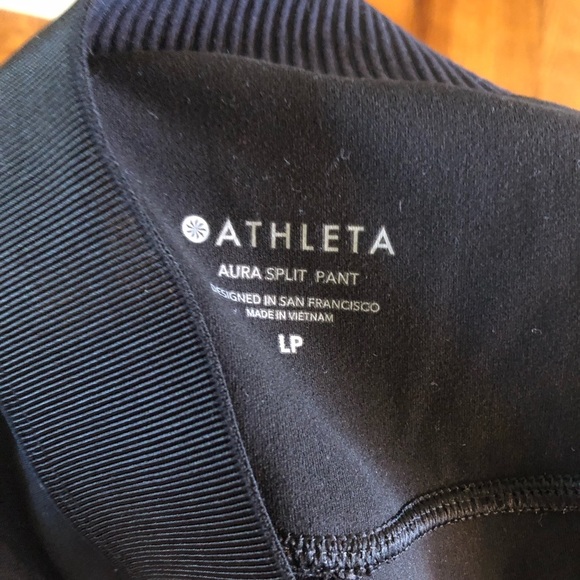 ATHLETA
AURA SPLIT PANT
DESIGNED IN SAN FRANCISCO
MADE IN VIETNAM
LP